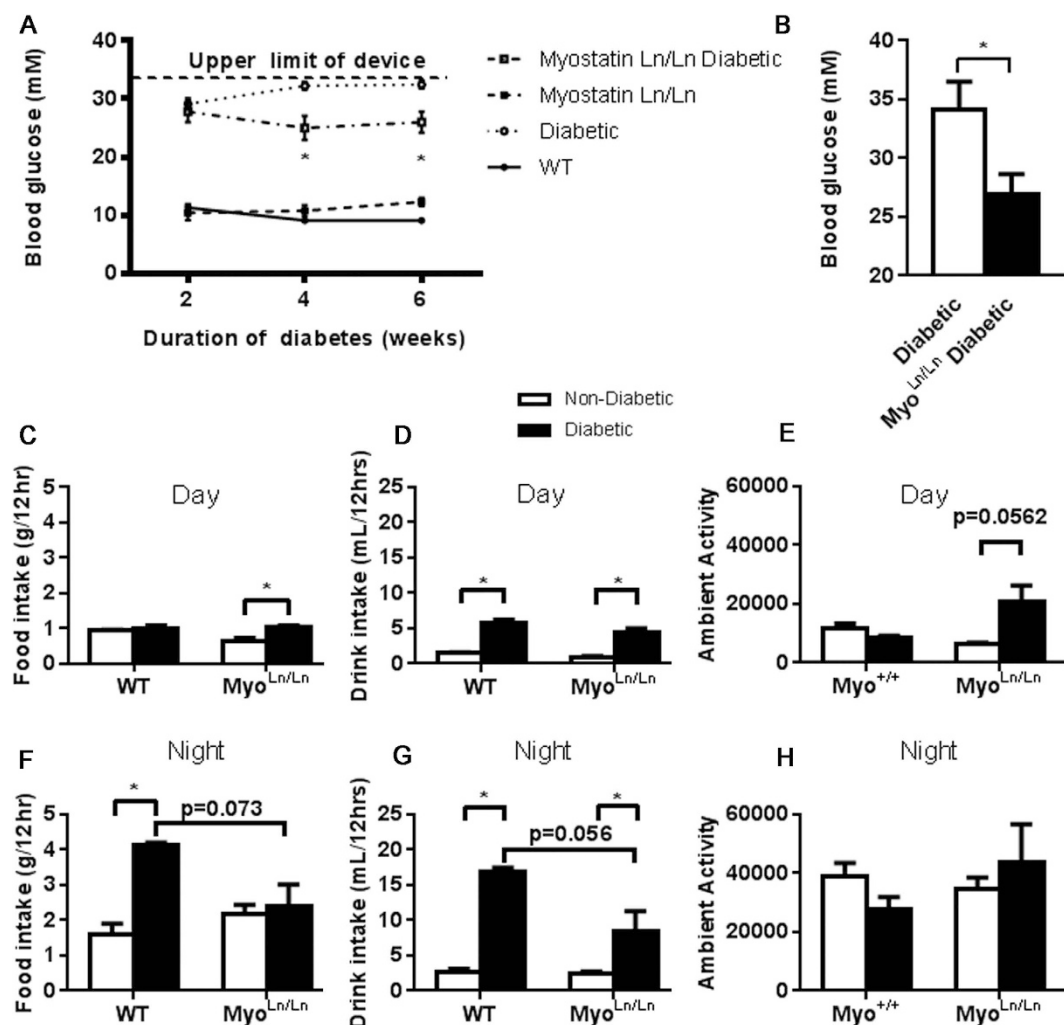 A
Blood glucose (mM)
40
30
20
10
0
Upper limit of device
*
*
2
4
6
Duration of diabetes (weeks)
Myostatin Ln/Ln Diabetic
Myostatin Ln/Ln
Diabetic
WT
B
Blood glucose (mM)
40
35
30
25
20
*
Diabetic
Myo Ln/Ln Diabetic
Non-Diabetic
Diabetic
C
Food intake (g/12hr)
5
4
3
2
1
0
Day
*
WT
Myo Ln/Ln
D
Drink intake (mL/12hrs)
25
20
15
10
5
0
Day
*
*
WT
Myo Ln/Ln
E
Ambient Activity
60000
40000
20000
0
Day
p=0.0562
Myo +/+
Myo Ln/Ln
F
Food intake (g/12hr)
5
4
3
2
1
0
Night
*
p=0.073
WT
Myo Ln/Ln
G
Drink intake (mL/12hrs)
25
20
15
10
5
0
Night
*
*
p=0.056
WT
Myo Ln/Ln
H
Ambient Activity
60000
40000
20000
0
Night
Myo +/+
Myo Ln/Ln